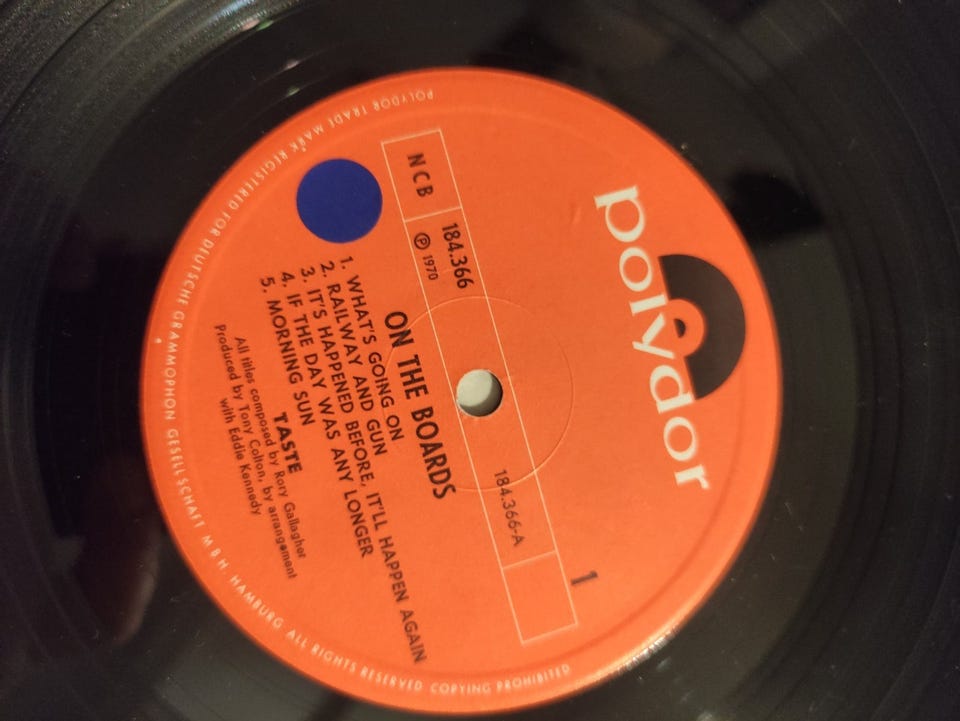 polydor
1
NCB
184.366
℗ 1970
184.366-A
ON THE BOARDS
1. WHAT'S GOING ON
2. RAILWAY AND GUN
3. IT'S HAPPENED BEFORE, IT'LL HAPPEN AGAIN
4. IF THE DAY WAS ANY LONGER
5. MORNING SUN
TASTE
All titles composed by Rory Gallagher
Produced by Tony Colton, by arrangement
with Eddie Kennedy
POLYDOR TRADE MARK REGISTERED FOR DEUTSCHE GRAMMOPHON GESELLSCHAFT M B H HAMBURG ALL RIGHTS RESERVED COPYING PROHIBITED